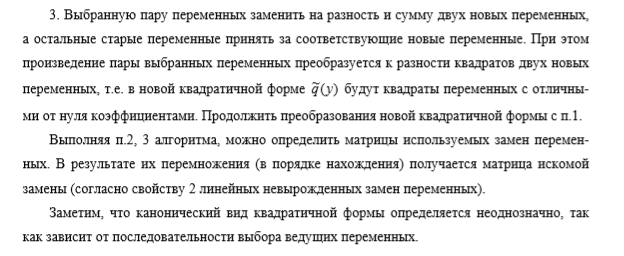 3. Выбранную пару переменных заменить на разность и сумму двух новых переменных,
а остальные старые переменные принять за соответствующие новые переменные. При этом
произведение пары выбранных переменных преобразуется к разности квадратов двух новых
переменных, т.е. в новой квадратичной форме q̃(y) будут квадраты переменных с отличны-
ми от нуля коэффициентами. Продолжить преобразования новой квадратичной формы с п.1.
Выполняя п.2, 3 алгоритма, можно определить матрицы используемых замен перемен-
ных. В результате их перемножения (в порядке нахождения) получается матрица искомой
замены (согласно свойству 2 линейных невырожденных замен переменных).
Заметим, что канонический вид квадратичной формы определяется неоднозначно, так
как зависит от последовательности выбора ведущих переменных.